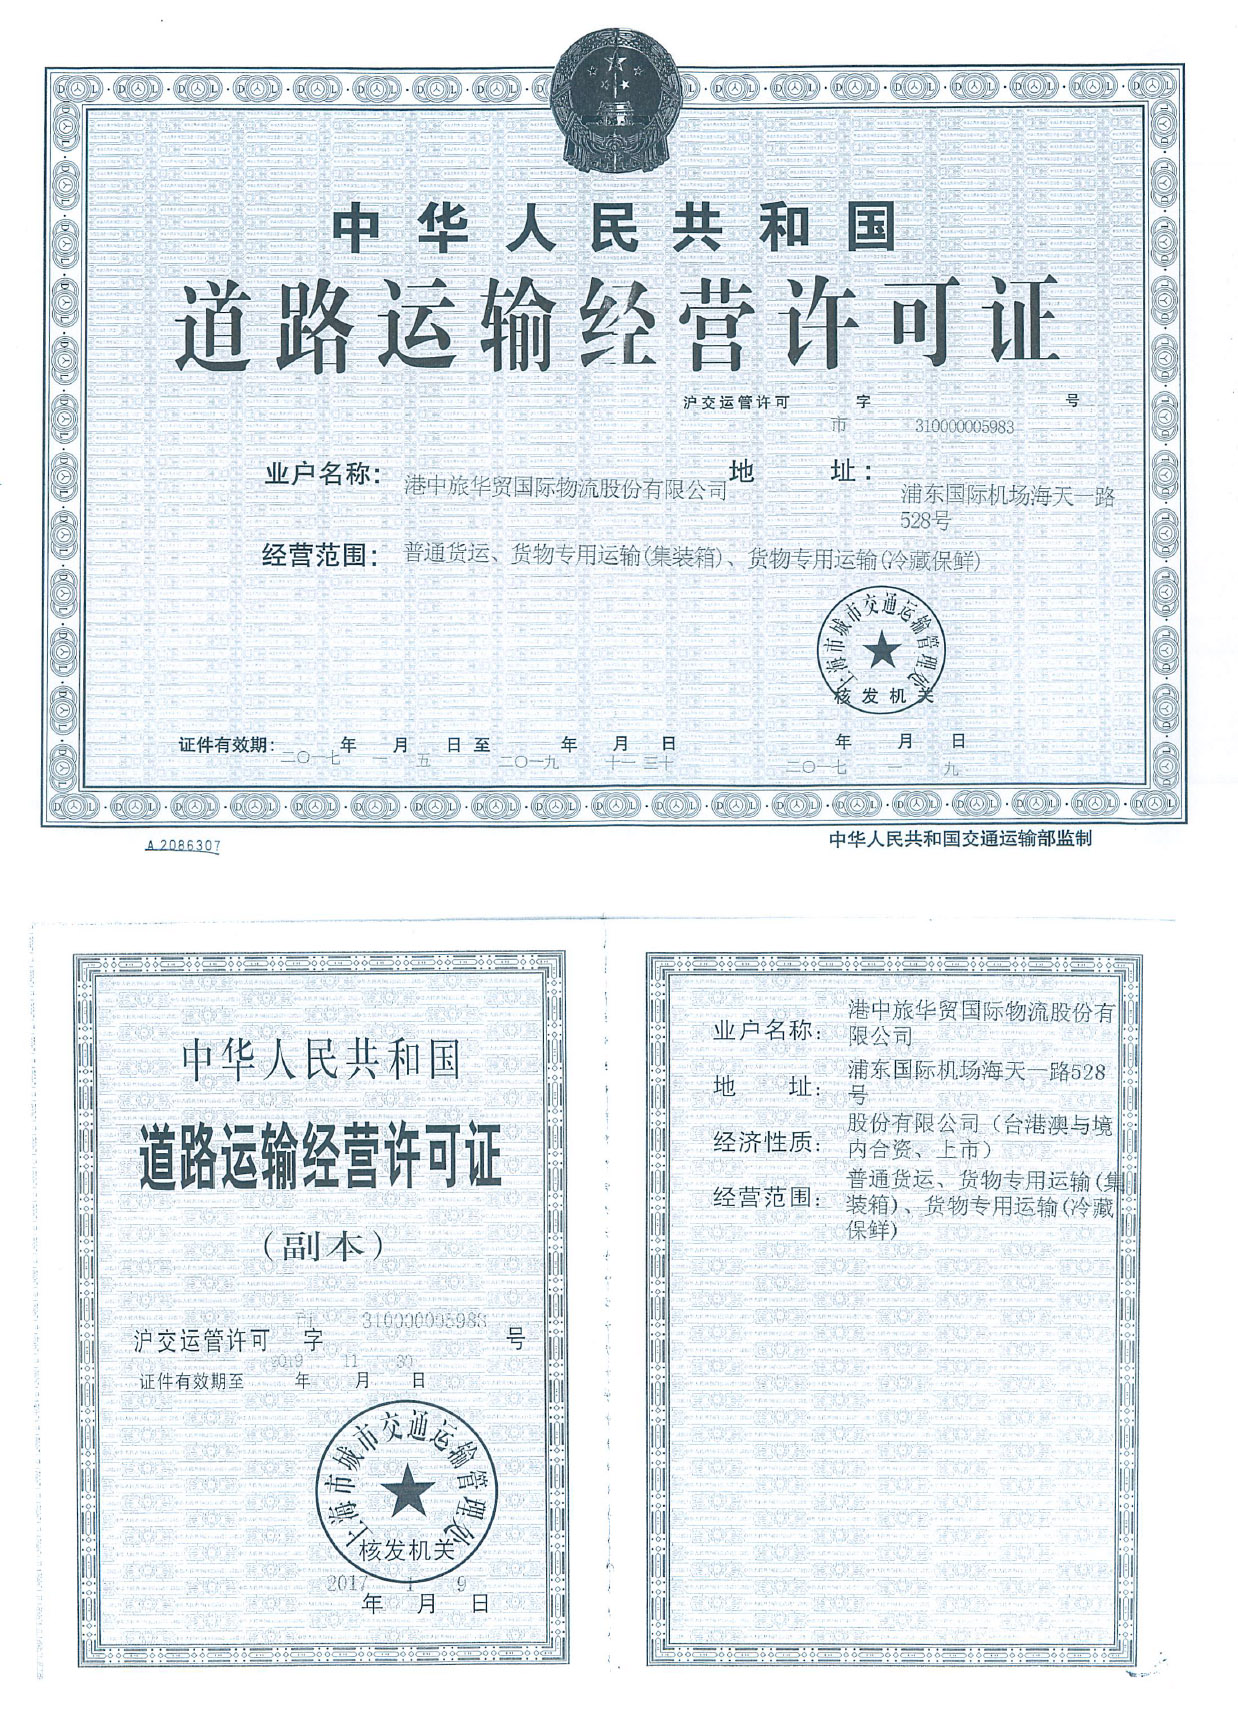 中华人民共和国
道路运输经营许可证
沪交运管许可 字 号
市 310000005983
业户名称: 港中旅华贸国际物流股份有限公司 地 址: 浦东国际机场海天一路
528号
经营范围: 普通货运、货物专用运输(集装箱)、货物专用运输(冷藏保鲜)
上海市城市交通运输管理处
核发机关
证件有效期: 年 月 日 至 年 月 日 年 月 日
二〇一七 一 五 二〇一九 十一 三十 二〇一七 一 九
A 2086307
中华人民共和国交通运输部监制
中华人民共和国
道路运输经营许可证
(副本)
市 310000005983
沪交运管许可 字 号
2019 11 30
证件有效期至 年 月 日
上海市城市交通运输管理处
核发机关
2017 1 9
年 月 日
业户名称: 港中旅华贸国际物流股份有
限公司
地 址: 浦东国际机场海天一路528
号
经济性质: 股份有限公司（台港澳与境
内合资、上市）
经营范围: 普通货运、货物专用运输(集
装箱)、货物专用运输(冷藏
保鲜)